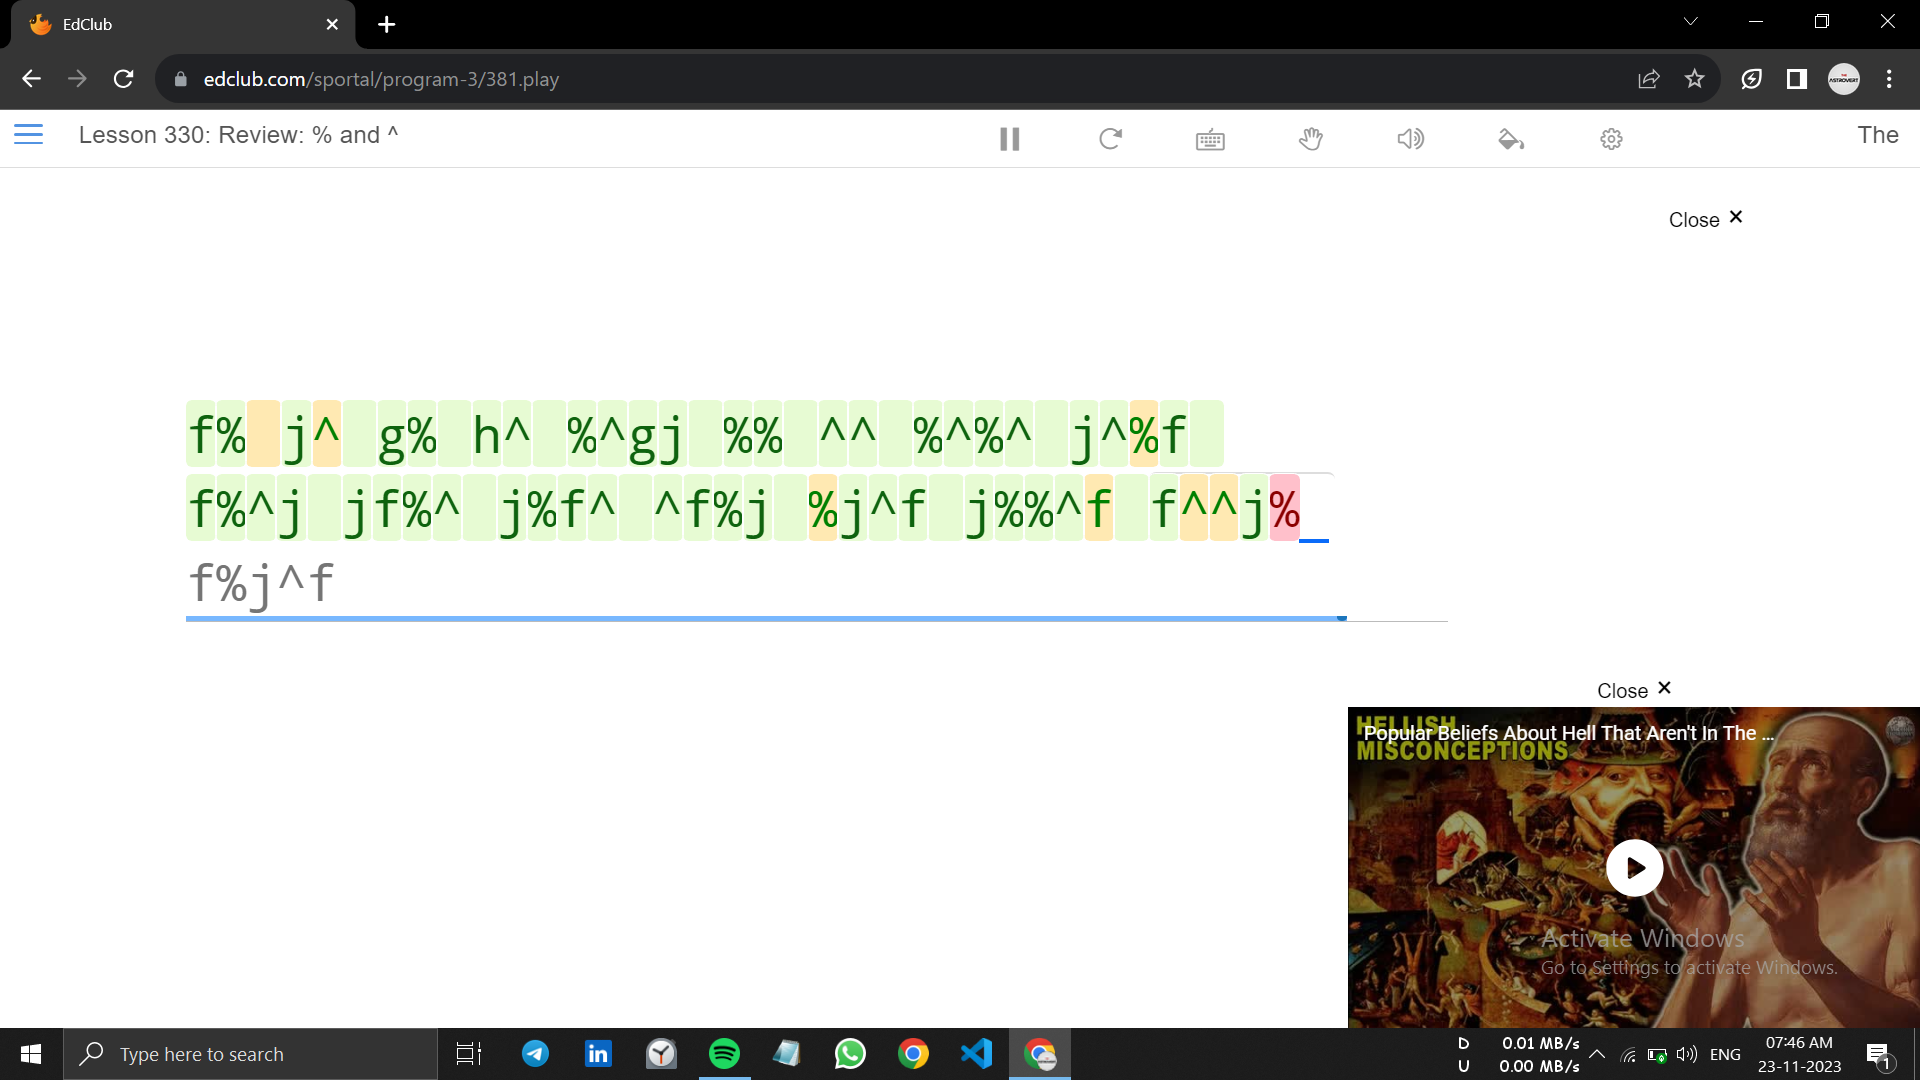 EdClub
edclub.com/sportal/program-3/381.play
Lesson 330: Review: % and ^
The
Close ×
f% j^ g% h^ %^gj %% ^^ %^%^ j^%f
f%^j jf%^ j%f^ ^f%j %j^f j%%^f f^^j%
f%j^f
Close ×
HELLISH
MISCONCEPTIONS
Popular Beliefs About Hell That Aren't In The ...
Activate Windows
Go to Settings to activate Windows.
Type here to search
D 0.01 MB/s
U 0.00 MB/s
ENG
07:46 AM
23-11-2023
1